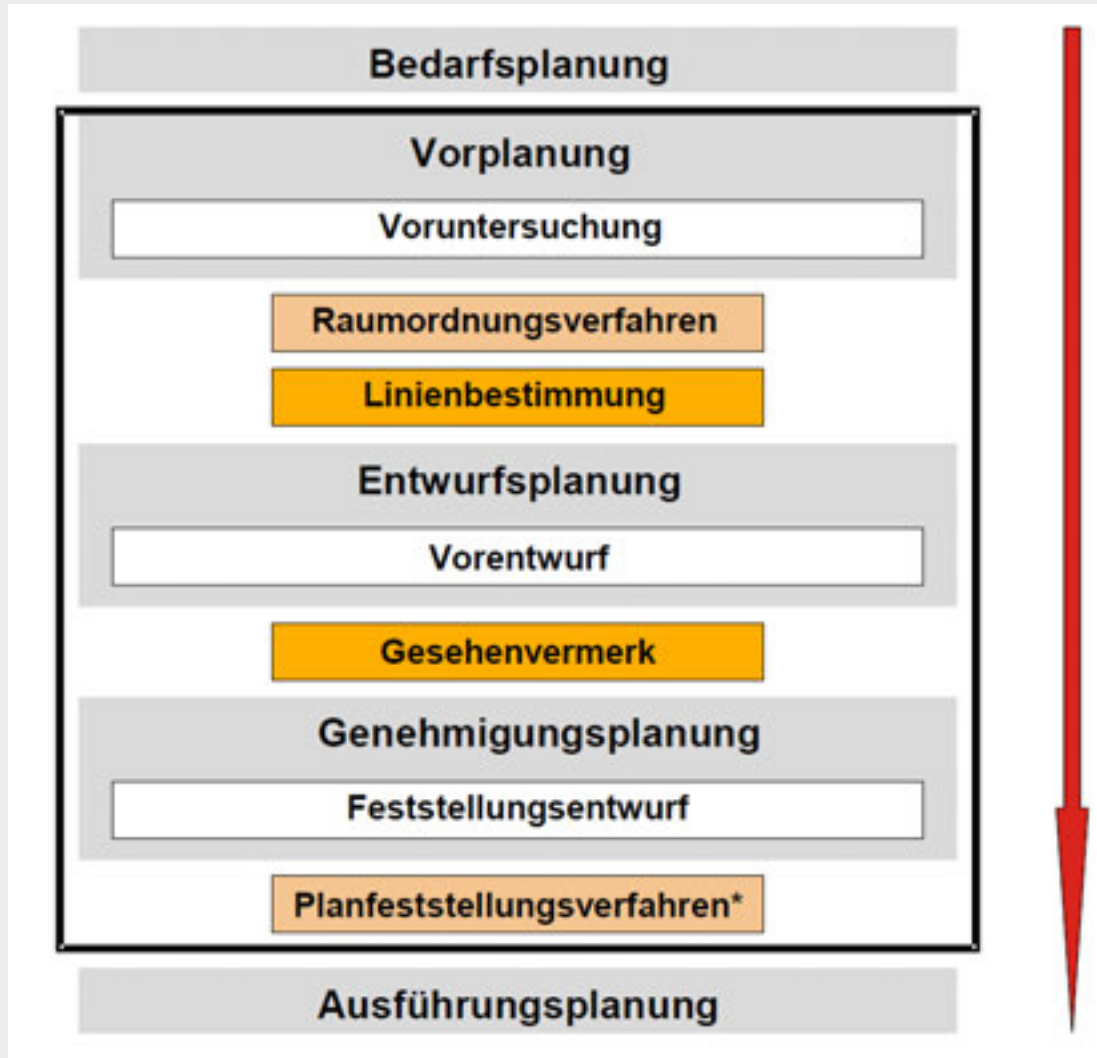 Bedarfsplanung
Vorplanung
Voruntersuchung
Raumordnungsverfahren
Linienbestimmung
Entwurfsplanung
Vorentwurf
Gesehenvermerk
Genehmigungsplanung
Feststellungsentwurf
Planfeststellungsverfahren*
Ausführungsplanung